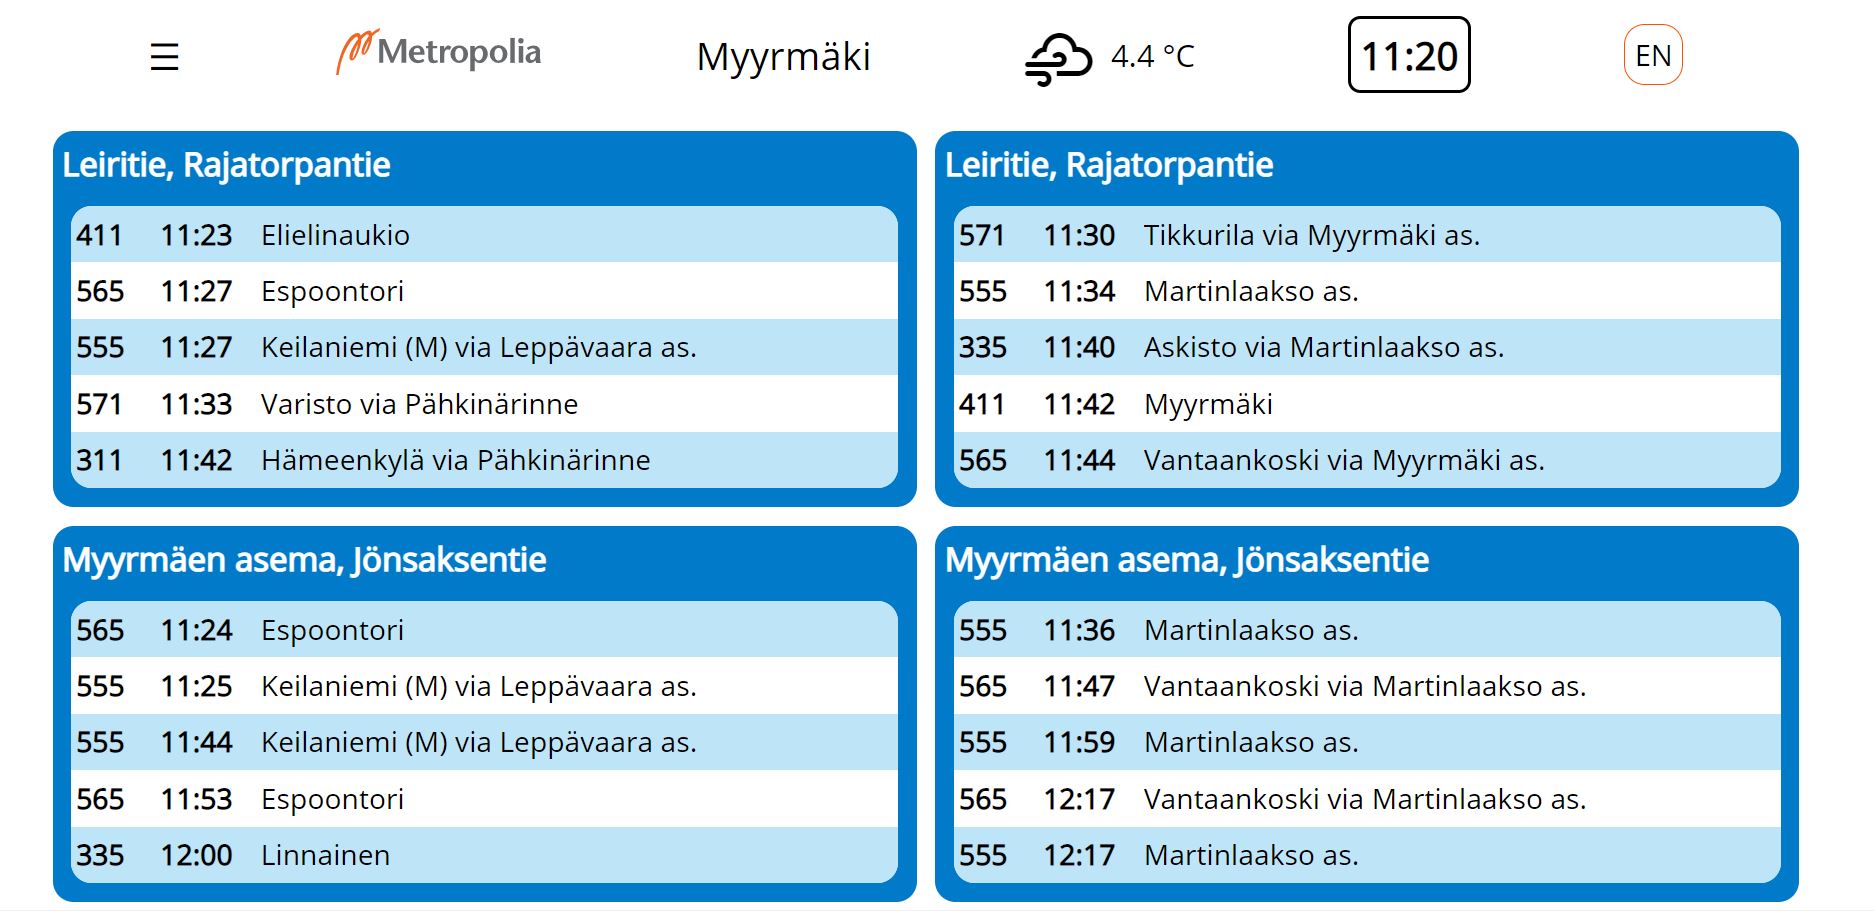 ☰ Metropolia Myyrmäki 4.4 °C 11:20 EN
Leiritie, Rajatorpantie
411 11:23 Elielinaukio
565 11:27 Espoontori
555 11:27 Keilaniemi (M) via Leppävaara as.
571 11:33 Varisto via Pähkinärinne
311 11:42 Hämeenkylä via Pähkinärinne
Leiritie, Rajatorpantie
571 11:30 Tikkurila via Myyrmäki as.
555 11:34 Martinlaakso as.
335 11:40 Askisto via Martinlaakso as.
411 11:42 Myyrmäki
565 11:44 Vantaankoski via Myyrmäki as.
Myyrmäen asema, Jönsaksentie
565 11:24 Espoontori
555 11:25 Keilaniemi (M) via Leppävaara as.
555 11:44 Keilaniemi (M) via Leppävaara as.
565 11:53 Espoontori
335 12:00 Linnainen
Myyrmäen asema, Jönsaksentie
555 11:36 Martinlaakso as.
565 11:47 Vantaankoski via Martinlaakso as.
555 11:59 Martinlaakso as.
565 12:17 Vantaankoski via Martinlaakso as.
555 12:17 Martinlaakso as.